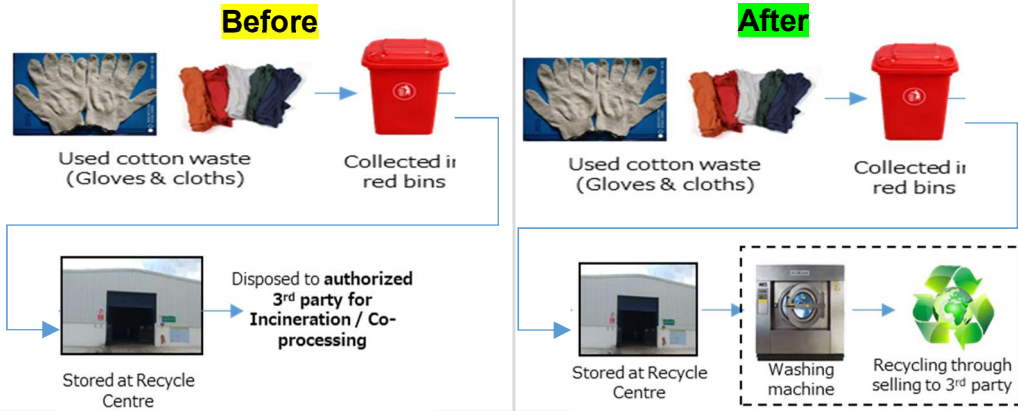 Before
Used cotton waste
(Gloves & cloths)
Collected in
red bins
Stored at Recycle
Centre
Disposed to authorized
3rd party for
Incineration / Co-
processing
After
Used cotton waste
(Gloves & cloths)
Collected in
red bins
Stored at Recycle
Centre
Washing
machine
Recycling through
selling to 3rd party